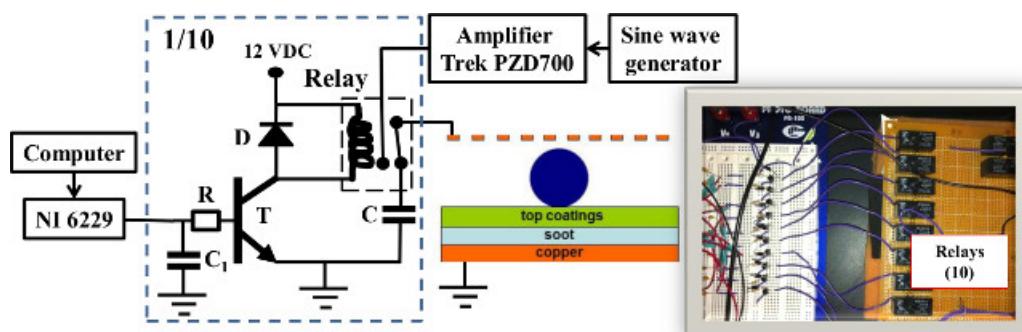 1/10
12 VDC
Relay
Amplifier
Trek PZD700
Sine wave
generator
Computer
D
NI 6229
R
T
C
C1
top coatings
soot
copper
Relays
(10)